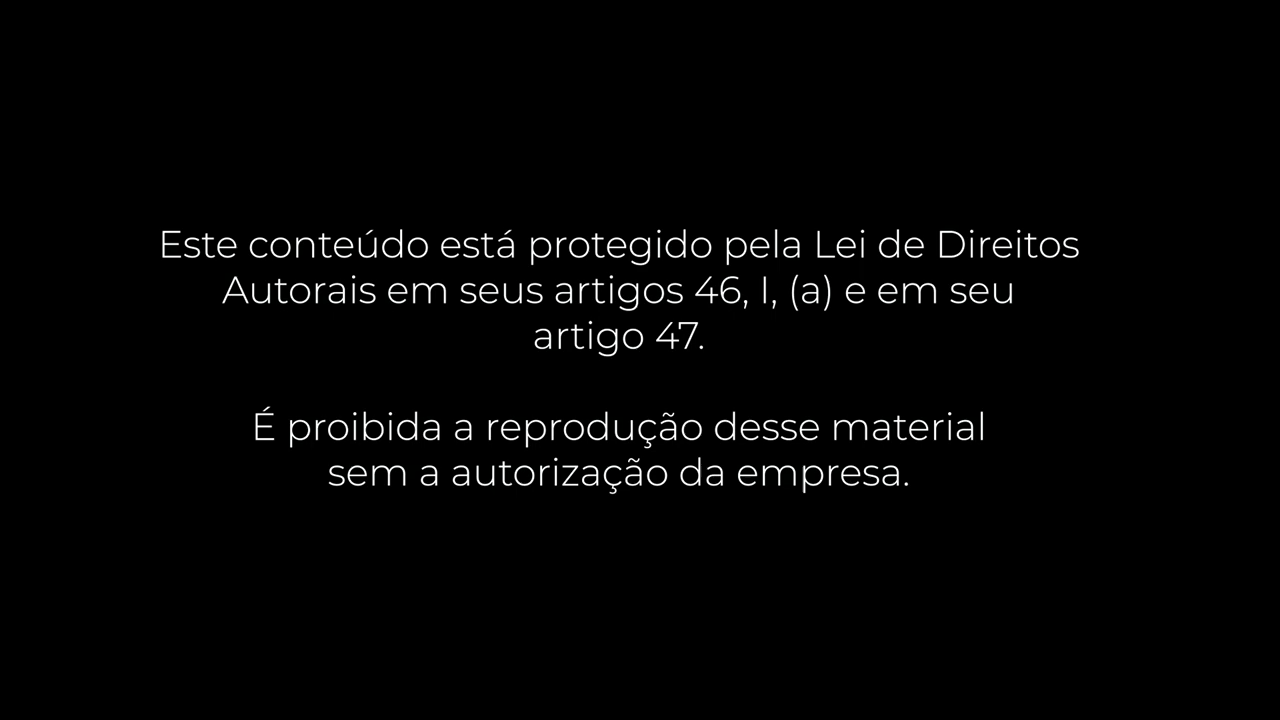 Este conteúdo está protegido pela Lei de Direitos
Autorais em seus artigos 46, I, (a) e em seu
artigo 47.
É proibida a reprodução desse material
sem a autorização da empresa.